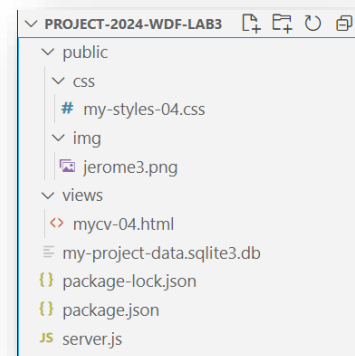 PROJECT-2024-WDF-LAB3
public
css
# my-styles-04.css
img
jerome3.png
views
<> mycv-04.html
my-project-data.sqlite3.db
{} package-lock.json
{} package.json
JS server.js